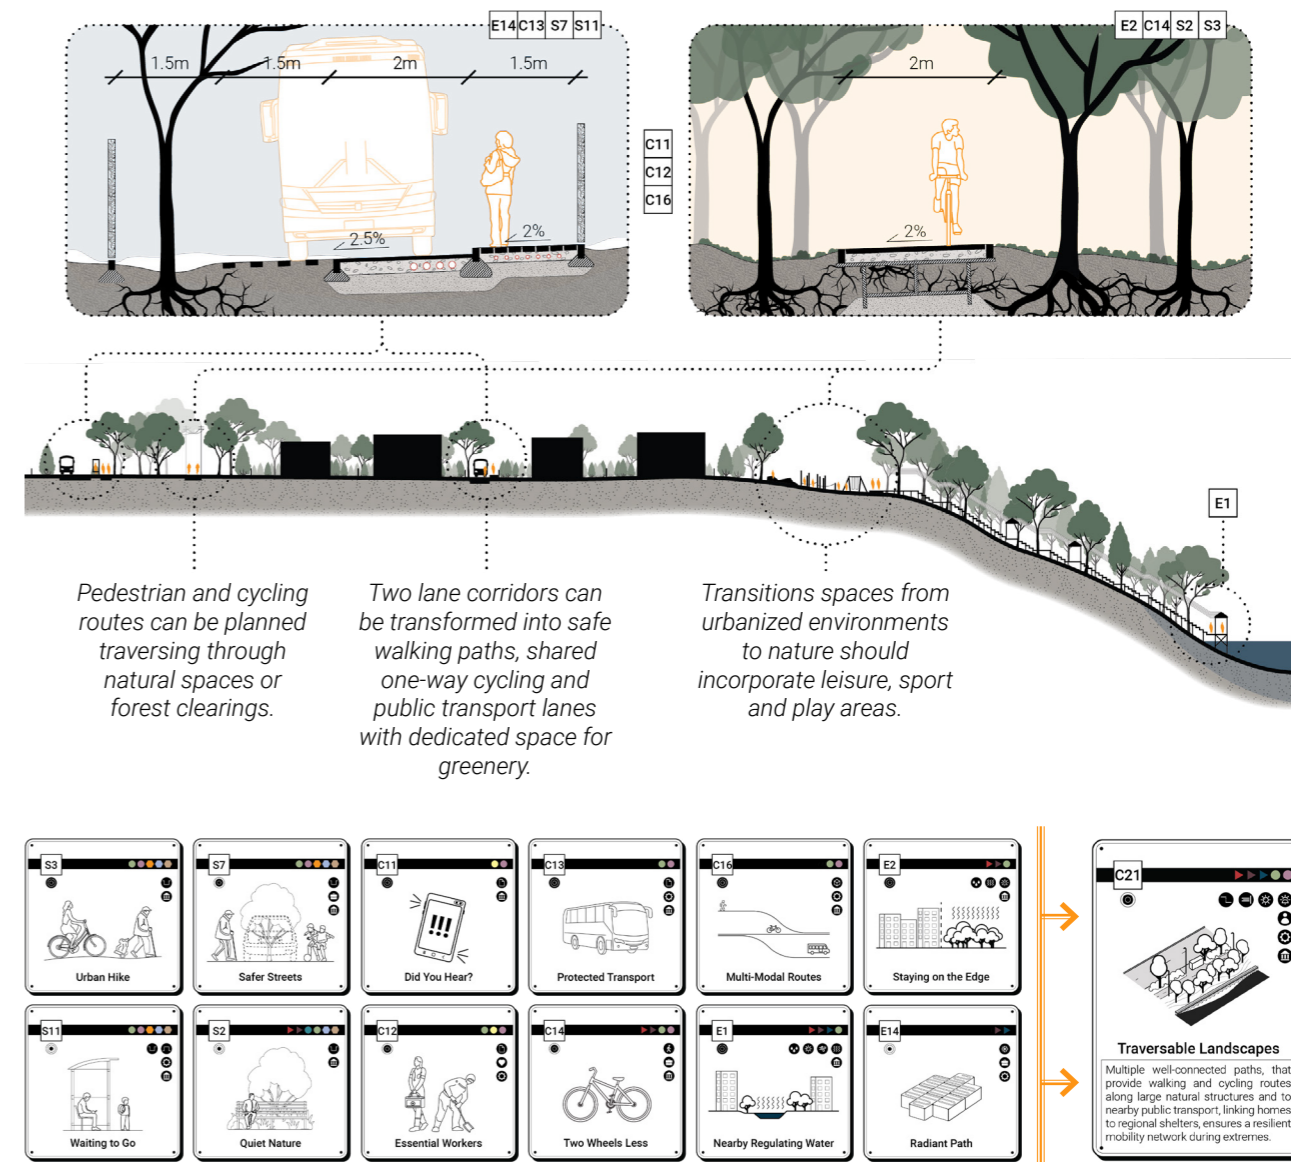 E14 C13 S7 S11
E2 C14 S2 S3
1.5m 1.5m 2m 1.5m
2m
C11
C12
C16
2.5%
2%
2%
E1
Pedestrian and cycling
routes can be planned
traversing through
natural spaces or
forest clearings.
Two lane corridors can
be transformed into safe
walking paths, shared
one-way cycling and
public transport lanes
with dedicated space for
greenery.
Transitions spaces from
urbanized environments
to nature should
incorporate leisure, sport
and play areas.
S3
Urban Hike
S7
Safer Streets
C11
!!!
Did You Hear?
C13
Protected Transport
C16
Multi-Modal Routes
E2
Staying on the Edge
S11
Waiting to Go
S2
Quiet Nature
C12
Essential Workers
C14
Two Wheels Less
E1
Nearby Regulating Water
E14
Radiant Path
C21
Traversable Landscapes
Multiple well-connected paths, that
provide walking and cycling routes
along large natural structures and to
nearby public transport, linking homes
to regional shelters, ensures a resilient
mobility network during extremes.